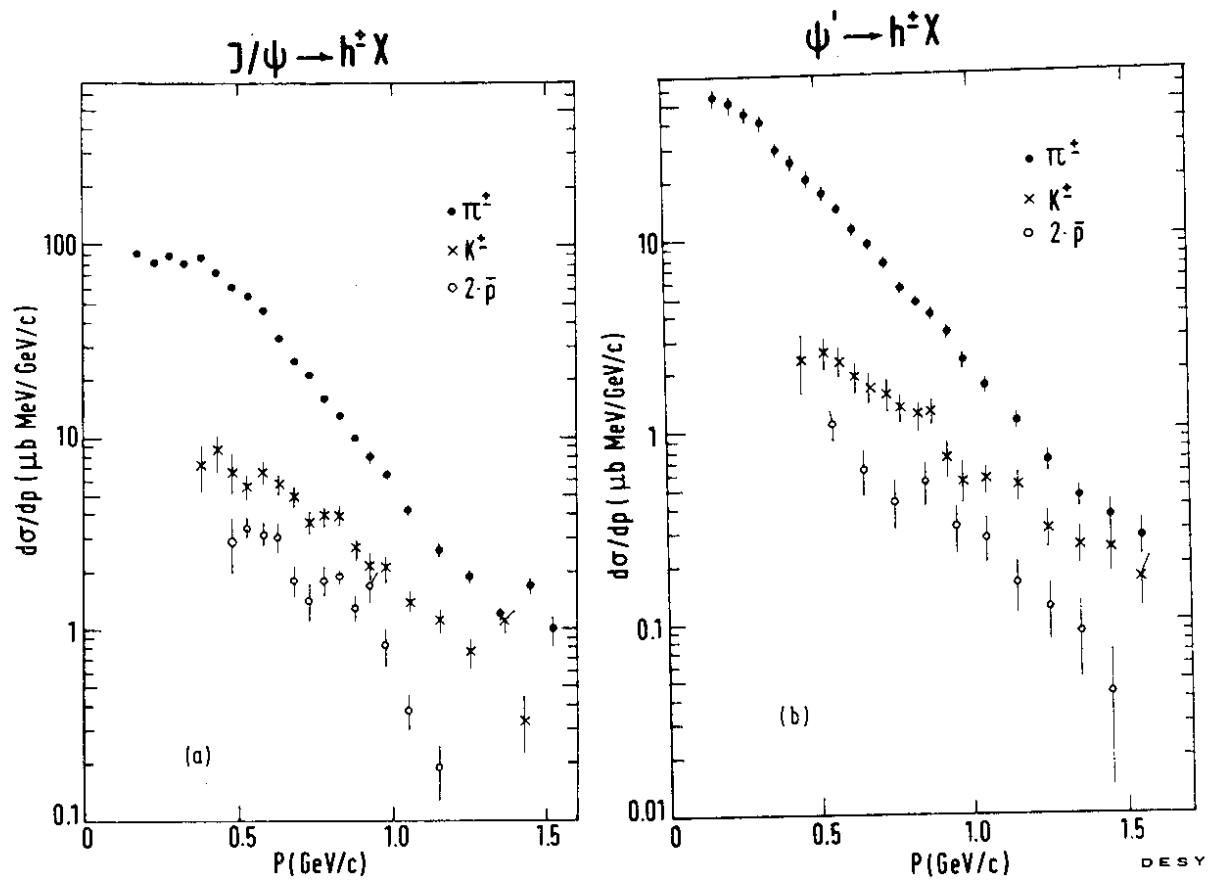 J/ψ → h± X
100
10
1
0.1
dσ/dp (μb MeV/GeV/c)
π±
K±
2·p̄
(a)
0 0.5 1.0 1.5
P(GeV/c)
ψ' → h± X
10
1
0.1
0.01
dσ/dp (μb MeV/GeV/c)
π±
K±
2·p̄
(b)
0 0.5 1.0 1.5
P(GeV/c)
DESY